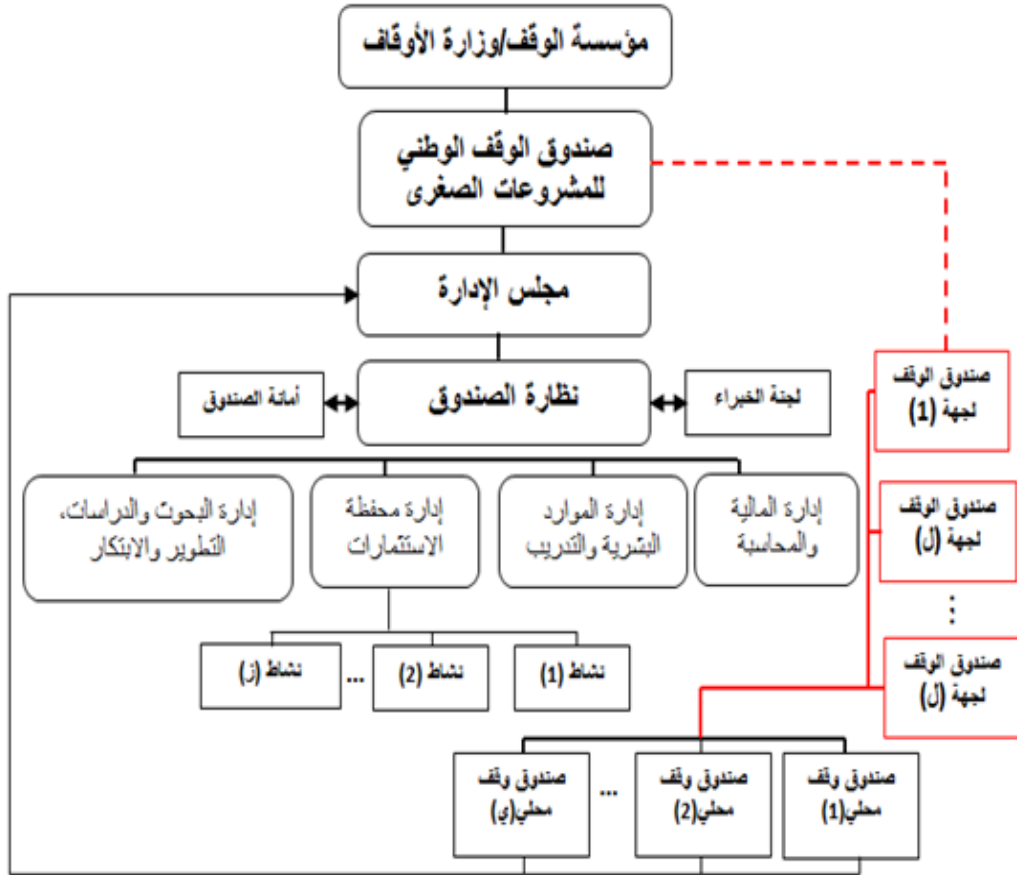 مؤسسة الوقف/وزارة الأوقاف
صندوق الوقف الوطني
للمشروعات الصغرى
مجلس الإدارة
نظارة الصندوق
لجنة الخبراء
أمانة الصندوق
صندوق الوقف
لجهة (1)
صندوق الوقف
لجهة (ل)
...
صندوق الوقف
لجهة (ل)
إدارة المالية
والمحاسبة
إدارة الموارد
البشرية والتدريب
إدارة محفظة
الاستثمارات
إدارة البحوث والدراسات،
التطوير والابتكار
نشاط (1)
نشاط (2)
...
نشاط (ز)
صندوق وقف
محلي(1)
صندوق وقف
محلي(2)
...
صندوق وقف
محلي(ي)